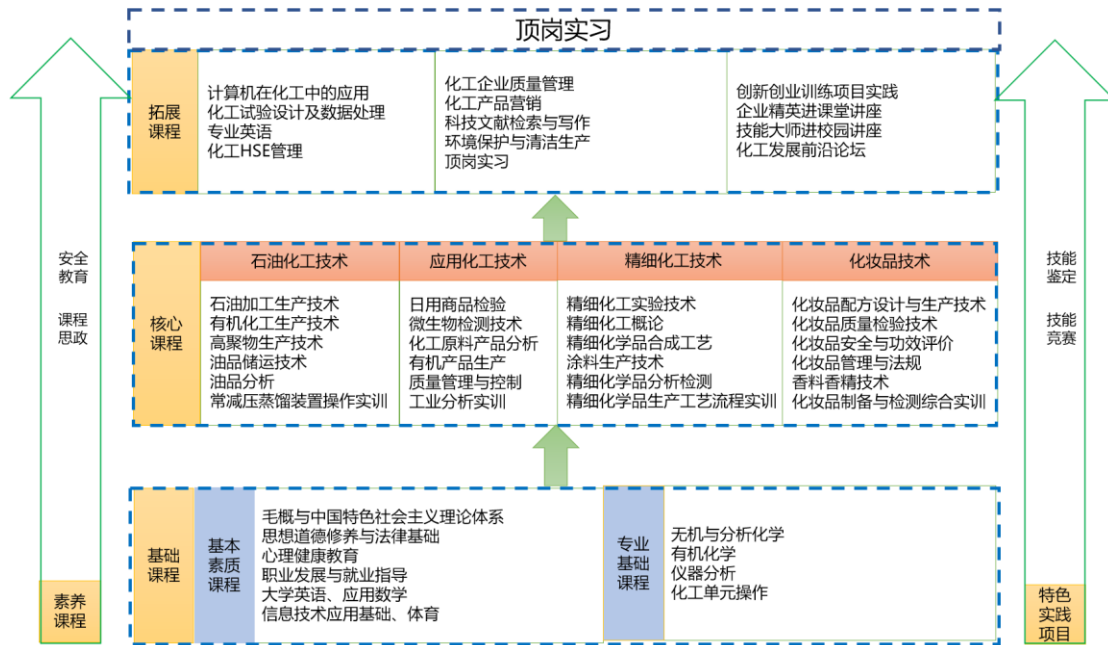 顶岗实习
拓展
课程
计算机在化工中的应用
化工试验设计及数据处理
专业英语
化工HSE管理
化工企业质量管理
化工产品营销
科技文献检索与写作
环境保护与清洁生产
顶岗实习
创新创业训练项目实践
企业精英进课堂讲座
技能大师进校园讲座
化工发展前沿论坛
安全
教育
课程
思政
素养
课程
核心
课程
石油化工技术
石油加工生产技术
有机化工生产技术
高聚物生产技术
油品储运技术
油品分析
常减压蒸馏装置操作实训
应用化工技术
日用商品检验
微生物检测技术
化工原料产品分析
有机产品生产
质量管理与控制
工业分析实训
精细化工技术
精细化工实验技术
精细化工概论
精细化学品合成工艺
涂料生产技术
精细化学品分析检测
精细化学品生产工艺流程实训
化妆品技术
化妆品配方设计与生产技术
化妆品质量检验技术
化妆品安全与功效评价
化妆品管理与法规
香料香精技术
化妆品制备与检测综合实训
技能
鉴定
技能
竞赛
特色
实践
项目
基础
课程
基本
素质
课程
毛概与中国特色社会主义理论体系
思想道德修养与法律基础
心理健康教育
职业发展与就业指导
大学英语、应用数学
信息技术应用基础、体育
专业
基础
课程
无机与分析化学
有机化学
仪器分析
化工单元操作